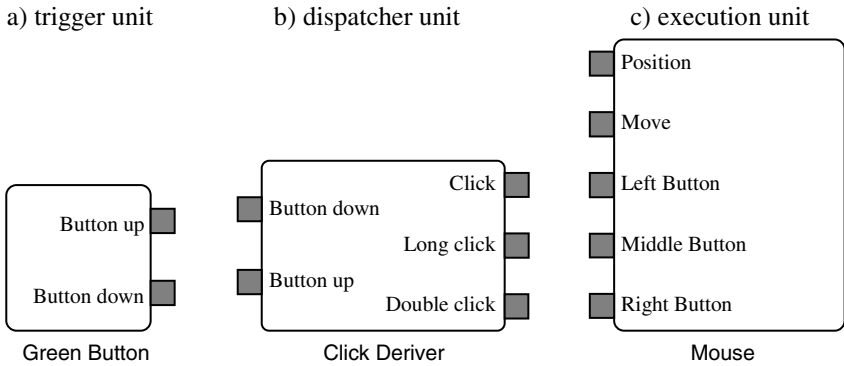 a) trigger unit
b) dispatcher unit
c) execution unit
Button up
Button down
Green Button
Button down
Button up
Click
Long click
Double click
Click Deriver
Position
Move
Left Button
Middle Button
Right Button
Mouse